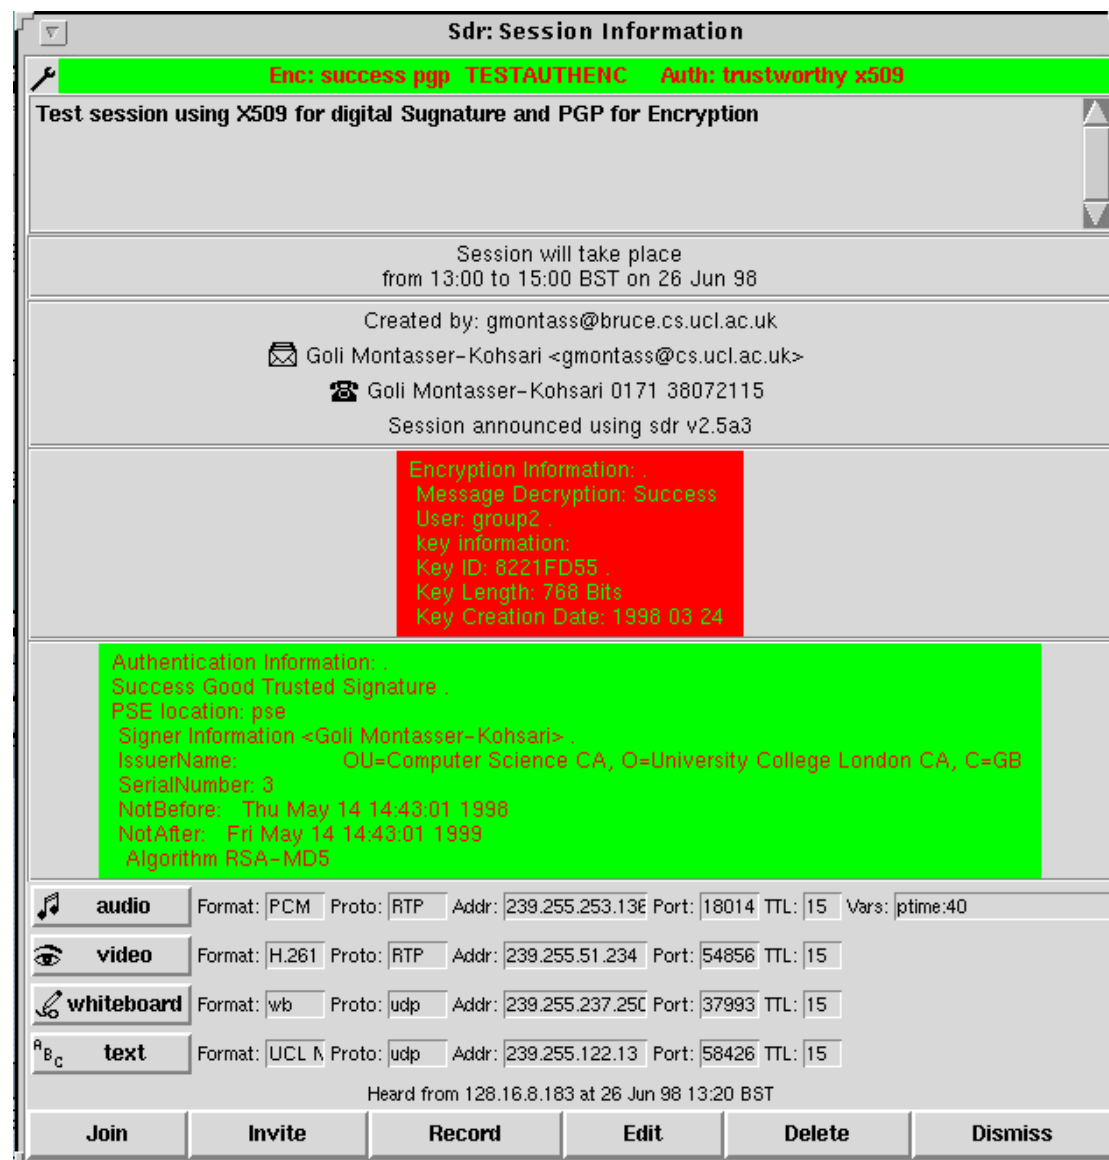 Sdr: Session Information
Enc: success pgp TESTAUTHENC Auth: trustworthy x509
Test session using X509 for digital Sugnature and PGP for Encryption
Session will take place
from 13:00 to 15:00 BST on 26 Jun 98
Created by: gmontass@bruce.cs.ucl.ac.uk
Goli Montasser-Kohsari <gmontass@cs.ucl.ac.uk>
Goli Montasser-Kohsari 0171 38072115
Session announced using sdr v2.5a3
Encryption Information: .
Message Decryption: Success
User: group2 .
key information:
Key ID: 8221FD55 .
Key Length: 768 Bits
Key Creation Date: 1998 03 24
Authentication Information: .
Success Good Trusted Signature .
PSE location: pse
Signer Information <Goli Montasser-Kohsari> .
IssuerName: OU=Computer Science CA, O=University College London CA, C=GB
SerialNumber: 3
NotBefore: Thu May 14 14:43:01 1998
NotAfter: Fri May 14 14:43:01 1999
Algorithm RSA-MD5
audio Format: PCM Proto: RTP Addr: 239.255.253.136 Port: 18014 TTL: 15 Vars: ptime:40
video Format: H.261 Proto: RTP Addr: 239.255.51.234 Port: 54856 TTL: 15
whiteboard Format: wb Proto: udp Addr: 239.255.237.250 Port: 37993 TTL: 15
ABC text Format: UCL N Proto: udp Addr: 239.255.122.13 Port: 58426 TTL: 15
Heard from 128.16.8.183 at 26 Jun 98 13:20 BST
Join Invite Record Edit Delete Dismiss